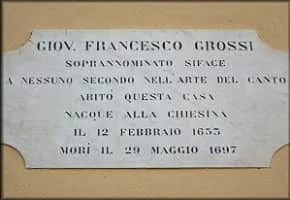 GIOV. FRANCESCO GROSSI
SOPRANNOMINATO SIFACE
A NESSUNO SECONDO NELL'ARTE DEL CANTO
ABITÒ QUESTA CASA
NACQUE ALLA CHIESINA
IL 12 FEBBRAIO 1653
MORÌ IL 29 MAGGIO 1697